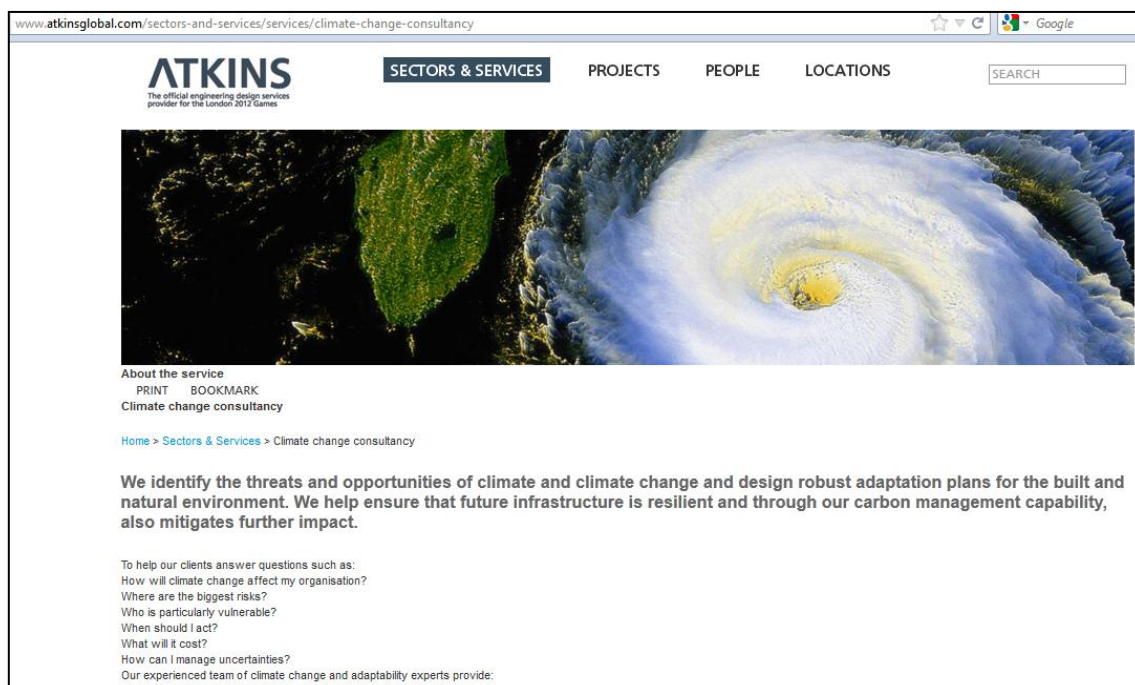 www.atkinsglobal.com/sectors-and-services/services/climate-change-consultancy
Google
ATKINS
The official engineering design services
provider for the London 2012 Games
SECTORS & SERVICES
PROJECTS
PEOPLE
LOCATIONS
SEARCH
About the service
PRINT BOOKMARK
Climate change consultancy
Home > Sectors & Services > Climate change consultancy
We identify the threats and opportunities of climate and climate change and design robust adaptation plans for the built and
natural environment. We help ensure that future infrastructure is resilient and through our carbon management capability,
also mitigates further impact.
To help our clients answer questions such as:
How will climate change affect my organisation?
Where are the biggest risks?
Who is particularly vulnerable?
When should I act?
What will it cost?
How can I manage uncertainties?
Our experienced team of climate change and adaptability experts provide: